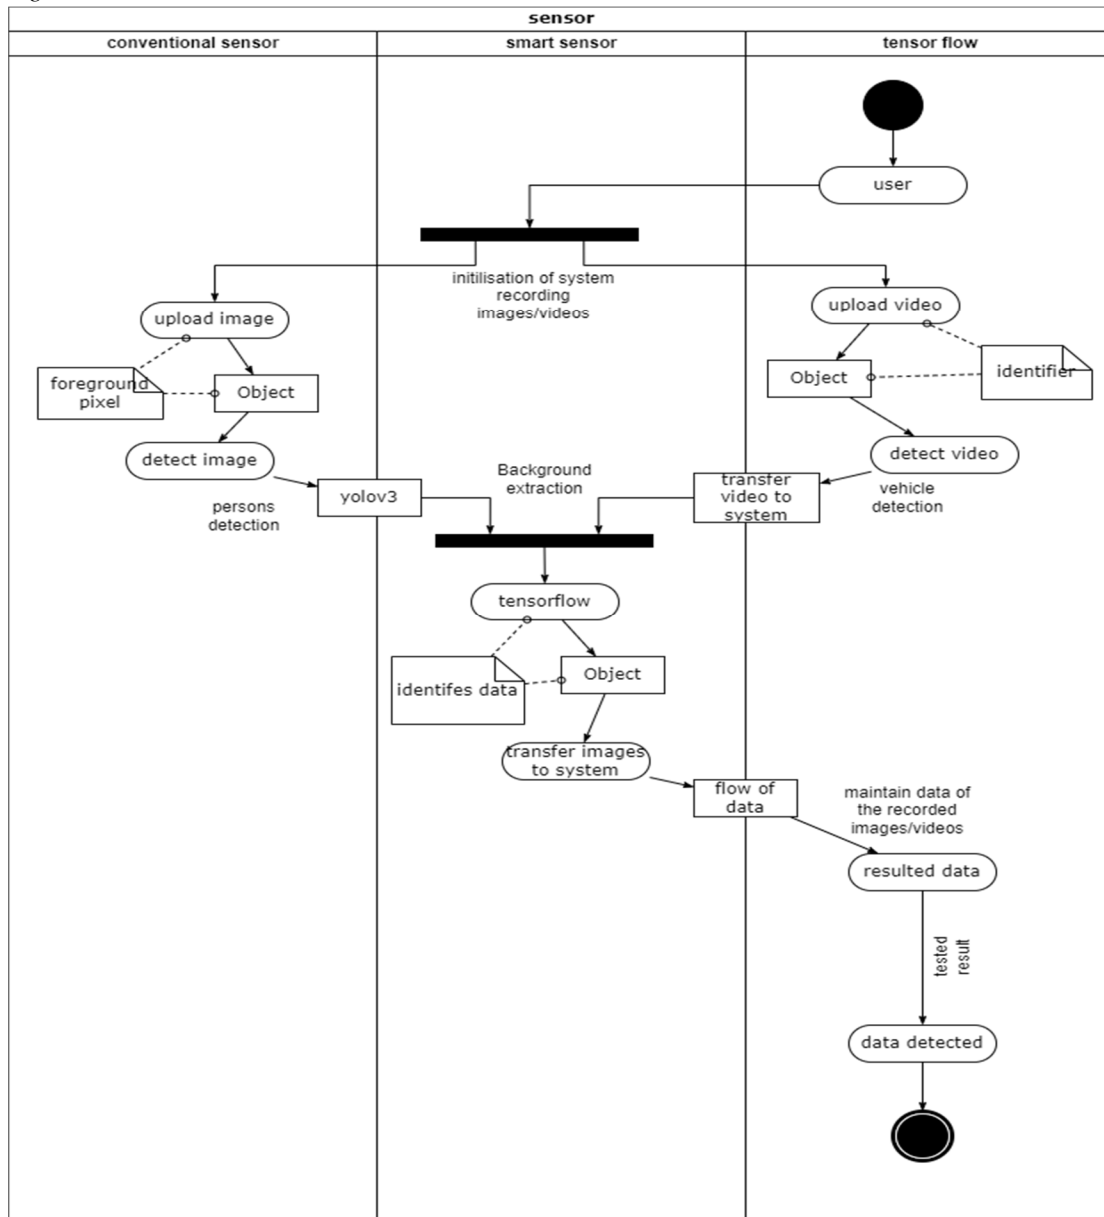 sensor
conventional sensor
smart sensor
tensor flow
user
initilisation of system
recording
images/videos
upload image
upload video
foreground
pixel
Object
Object
identifier
detect image
detect video
persons
detection
yolov3
Background
extraction
transfer
video to
system
vehicle
detection
tensorflow
identifes data
Object
transfer images
to system
flow of
data
maintain data of
the recorded
images/videos
resulted data
tested
result
data detected